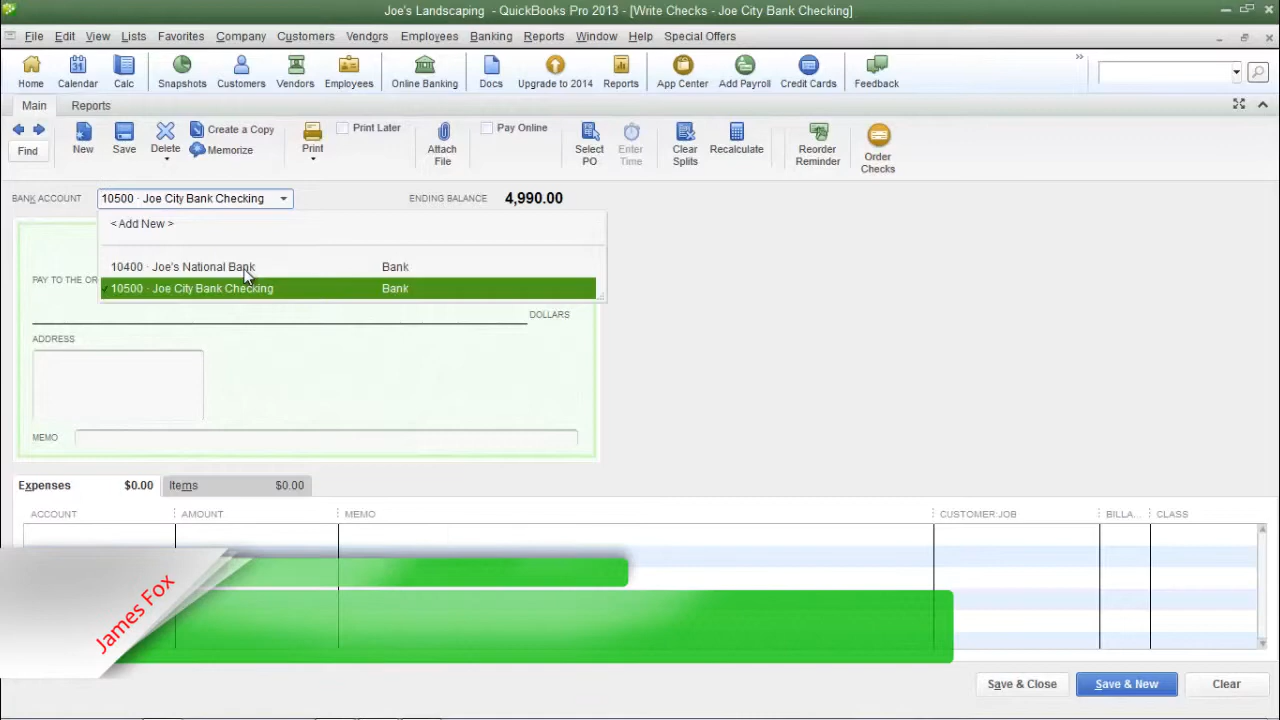 Joe's Landscaping - QuickBooks Pro 2013 - [Write Checks - Joe City Bank Checking]
File Edit View Lists Favorites Company Customers Vendors Employees Banking Reports Window Help Special Offers
Home Calendar Calc Snapshots Customers Vendors Employees Online Banking Docs Upgrade to 2014 Reports App Center Add Payroll Credit Cards Feedback
Main Reports
Find New Save Delete Create a Copy Memorize Print Print Later Attach File Pay Online Select PO Enter Time Clear Splits Recalculate Reorder Reminder Order Checks
BANK ACCOUNT 10500 · Joe City Bank Checking ENDING BALANCE 4,990.00
< Add New >
10400 · Joe's National Bank Bank
PAY TO THE OR
✓ 10500 · Joe City Bank Checking Bank
DOLLARS
ADDRESS
MEMO
Expenses $0.00 Items $0.00
ACCOUNT AMOUNT MEMO CUSTOMER:JOB BILLA... CLASS
James Fox
Save & Close Save & New Clear